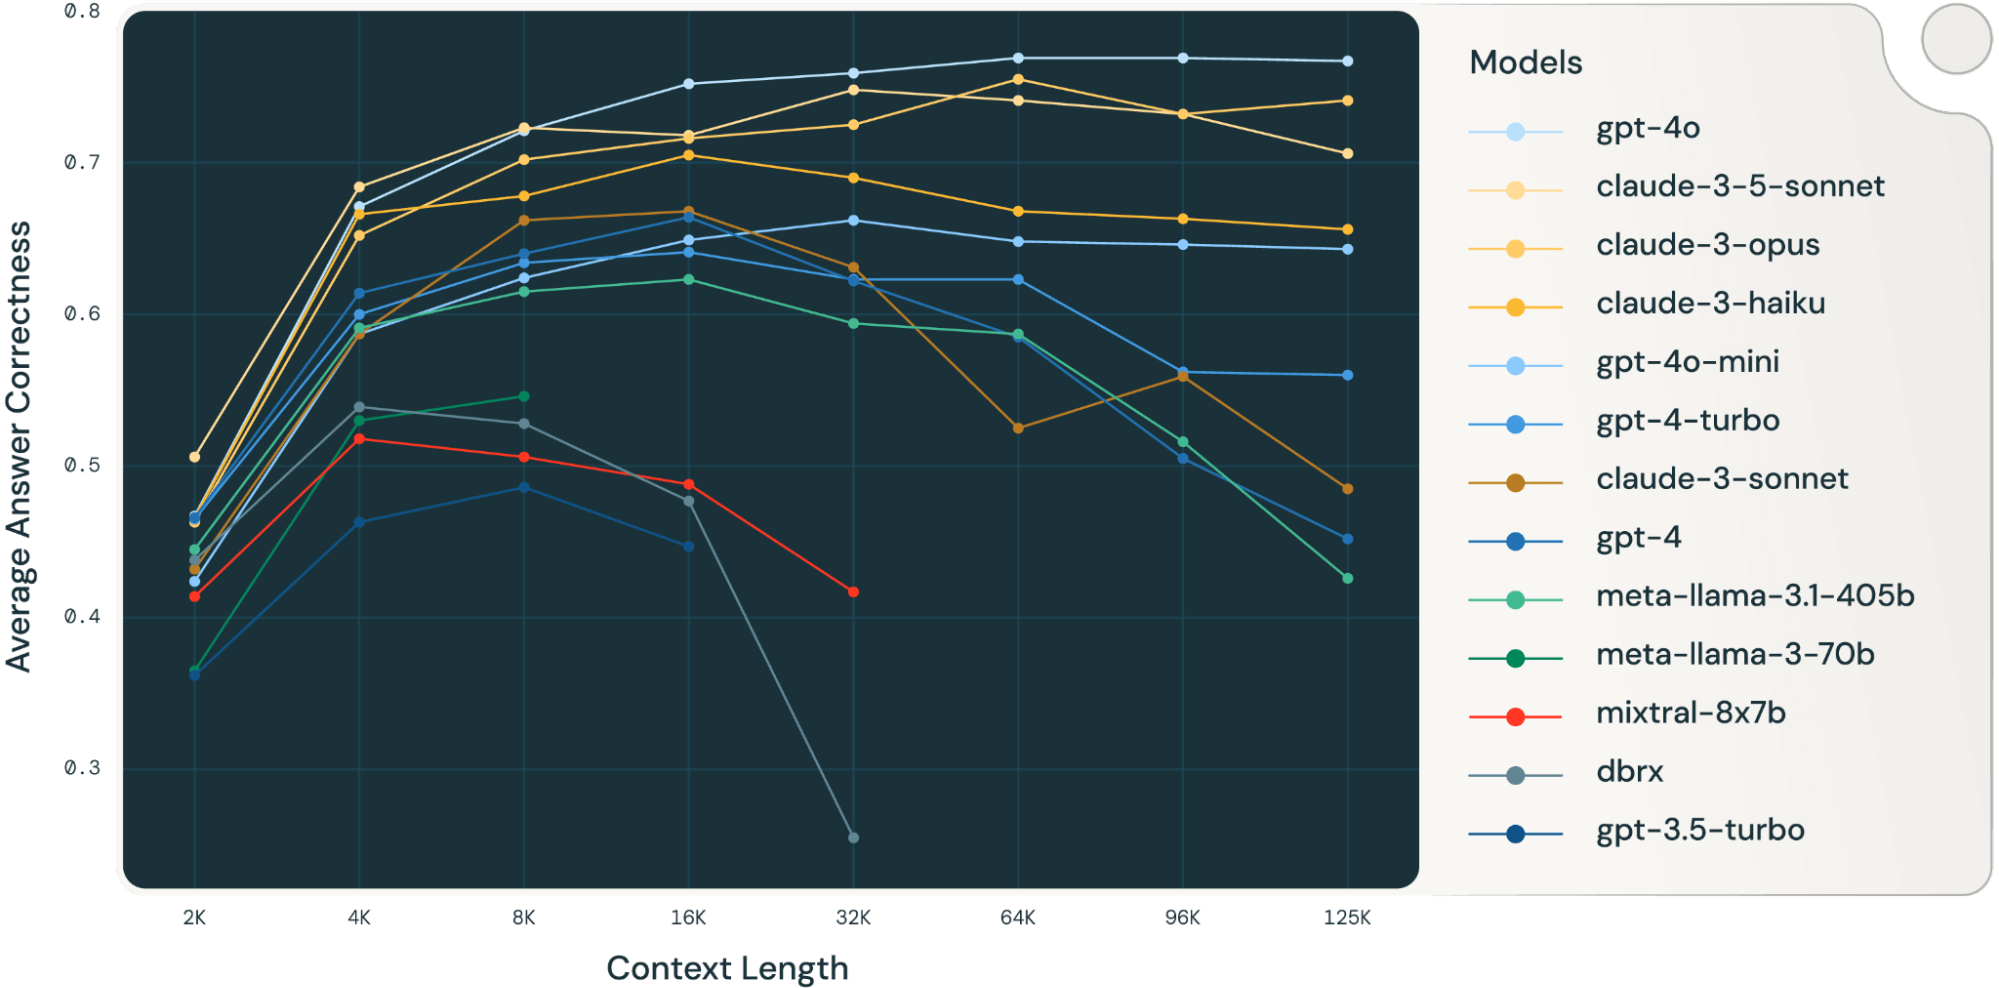 Average Answer Correctness
0.8
0.7
0.6
0.5
0.4
0.3
2K 4K 8K 16K 32K 64K 96K 125K
Context Length
Models
gpt-4o
claude-3-5-sonnet
claude-3-opus
claude-3-haiku
gpt-4o-mini
gpt-4-turbo
claude-3-sonnet
gpt-4
meta-llama-3.1-405b
meta-llama-3-70b
mixtral-8x7b
dbrx
gpt-3.5-turbo